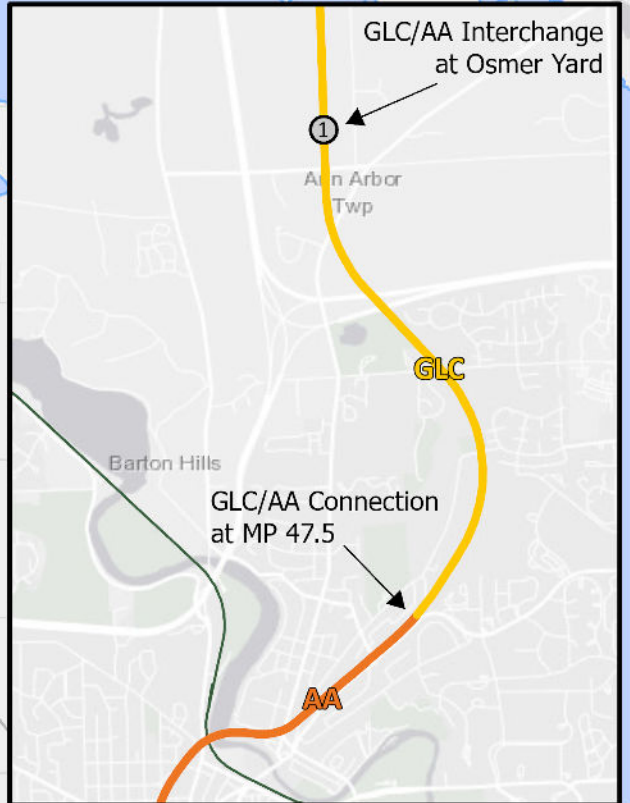 GLC/AA Interchange
at Osmer Yard
1
Ann Arbor
Twp
GLC
Barton Hills
GLC/AA Connection
at MP 47.5
AA